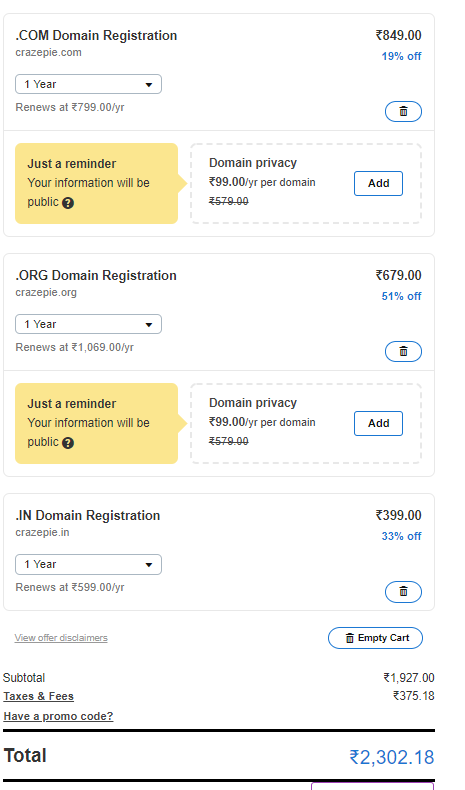 .COM Domain Registration
₹849.00
crazepie.com
19% off
1 Year
Renews at ₹799.00/yr
Just a reminder
Your information will be
public ?
Domain privacy
₹99.00/yr per domain
₹579.00
Add
.ORG Domain Registration
₹679.00
crazepie.org
51% off
1 Year
Renews at ₹1,069.00/yr
Just a reminder
Your information will be
public ?
Domain privacy
₹99.00/yr per domain
₹579.00
Add
.IN Domain Registration
₹399.00
crazepie.in
33% off
1 Year
Renews at ₹599.00/yr
View offer disclaimers
Empty Cart
Subtotal
₹1,927.00
Taxes & Fees
₹375.18
Have a promo code?
Total
₹2,302.18